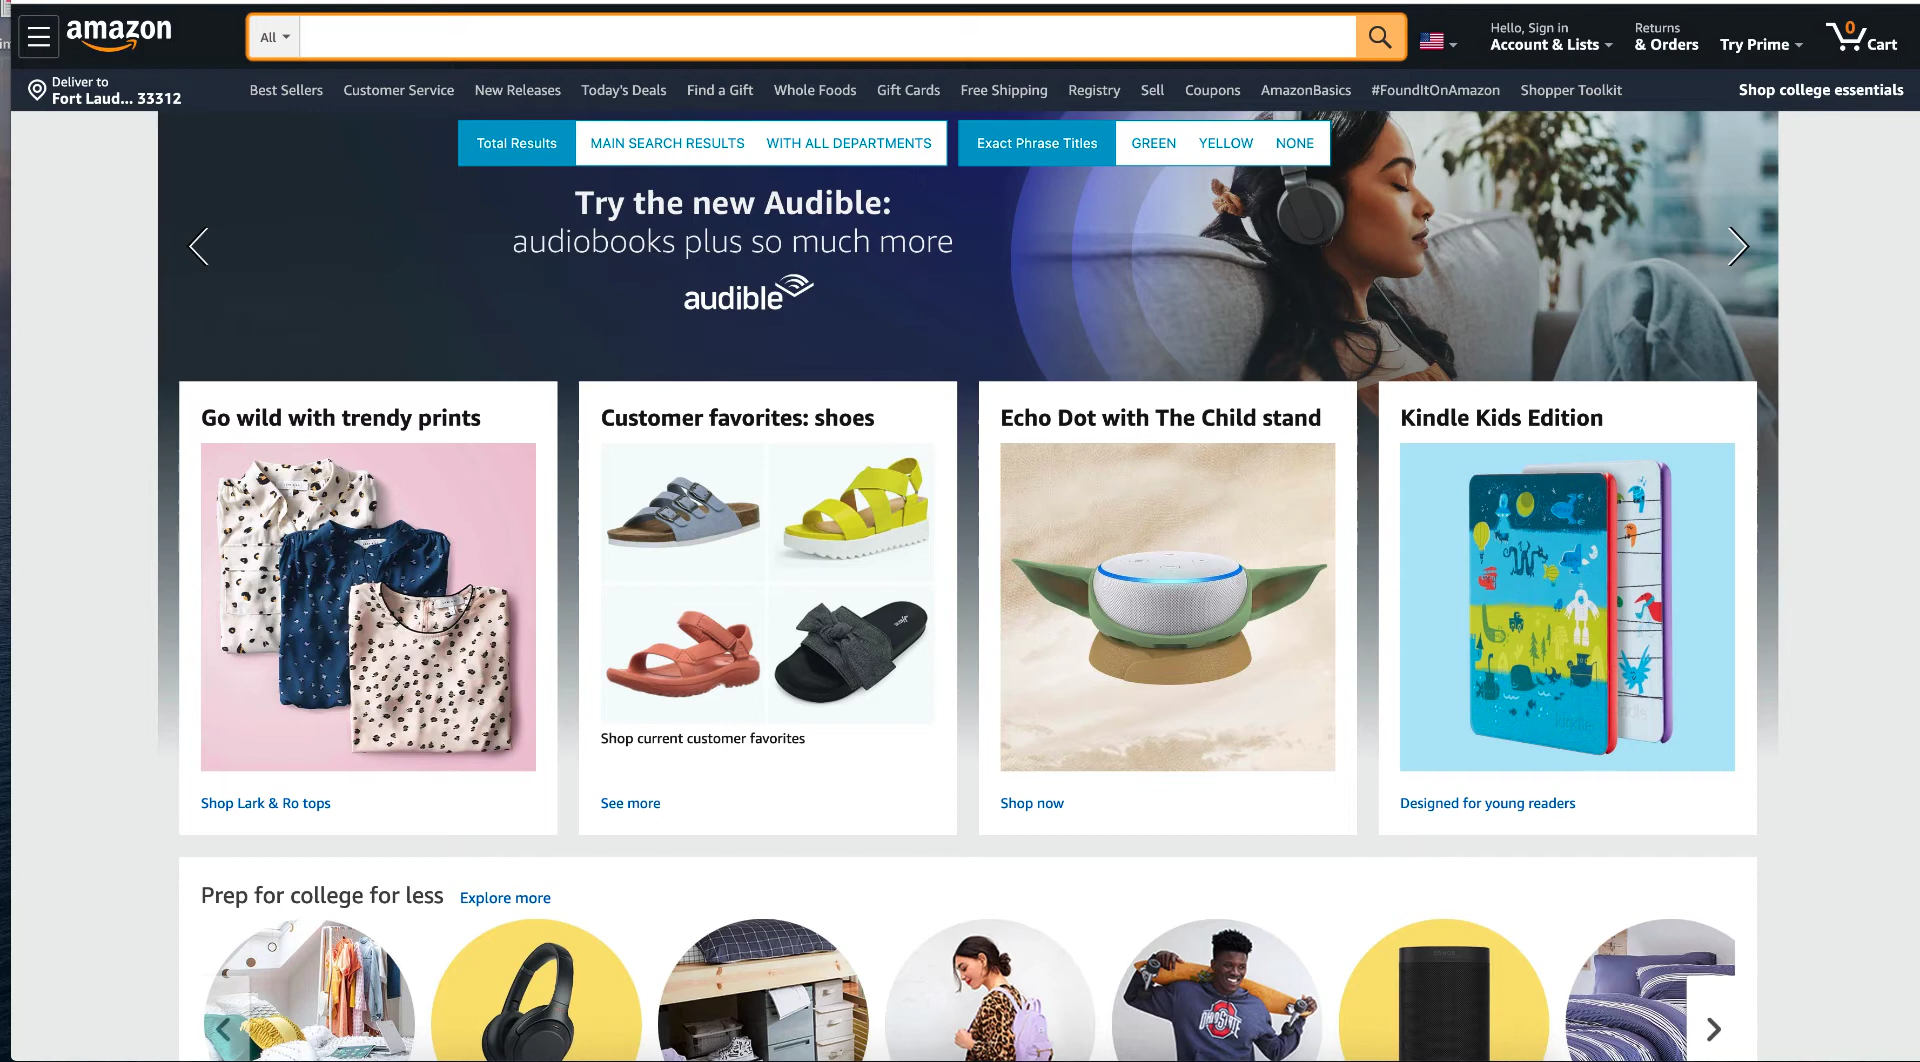 amazon
All
Hello, Sign in
Account & Lists
Returns
& Orders
Try Prime
0
Cart
Deliver to
Fort Laud... 33312
Best Sellers
Customer Service
New Releases
Today's Deals
Find a Gift
Whole Foods
Gift Cards
Free Shipping
Registry
Sell
Coupons
AmazonBasics
#FoundItOnAmazon
Shopper Toolkit
Shop college essentials
Total Results
MAIN SEARCH RESULTS
WITH ALL DEPARTMENTS
Exact Phrase Titles
GREEN
YELLOW
NONE
Try the new Audible:
audiobooks plus so much more
audible
Go wild with trendy prints
Shop Lark & Ro tops
Customer favorites: shoes
Shop current customer favorites
See more
Echo Dot with The Child stand
Shop now
Kindle Kids Edition
kindle
Designed for young readers
Prep for college for less
Explore more
OHIO STATE